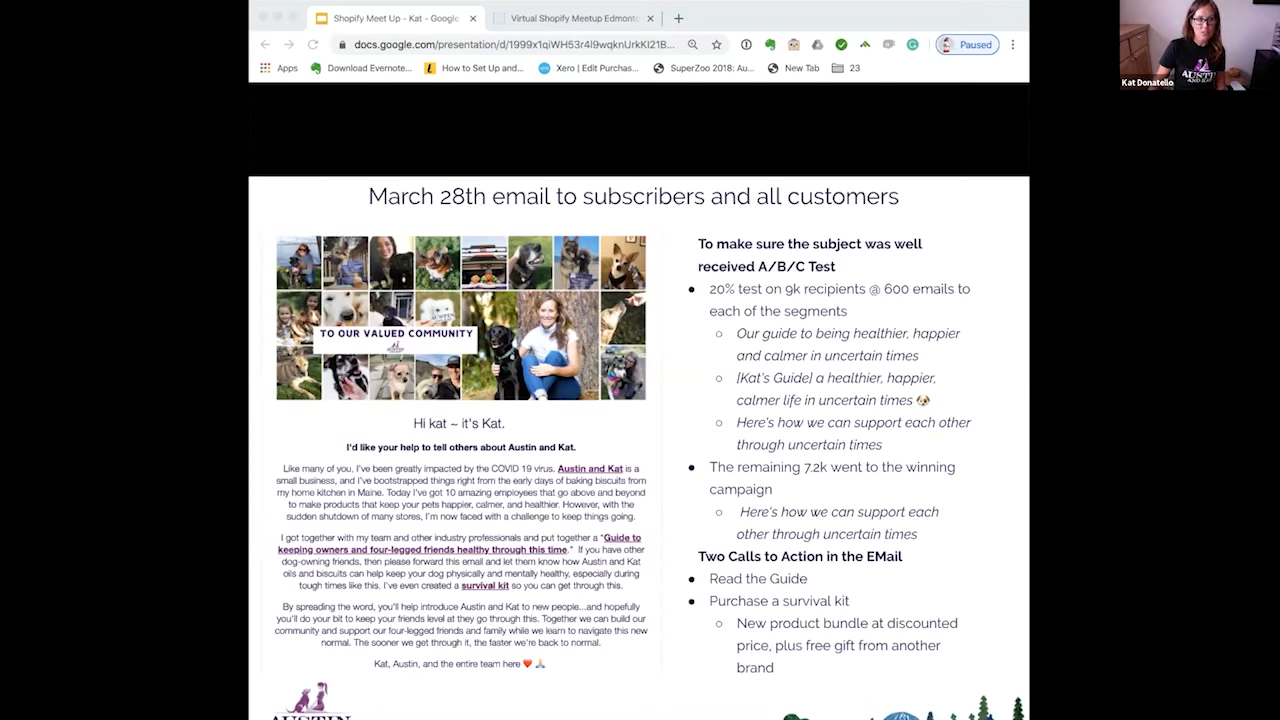 Shopify Meet Up - Kat - Google
Virtual Shopify Meetup Edmonto
docs.google.com/presentation/d/1999x1qiWH53r4l9wqknUrkKI21B...
Paused
Apps
Download Evernote...
How to Set Up and...
Xero | Edit Purchas...
SuperZoo 2018: Au...
New Tab
23
Kat Donatello
AUSTIN
AND KAT
March 28th email to subscribers and all customers
TO OUR VALUED COMMUNITY
Hi kat ~ it's Kat.
I'd like your help to tell others about Austin and Kat.
Like many of you, I've been greatly impacted by the COVID 19 virus. Austin and Kat is a
small business, and I've bootstrapped things right from the early days of baking biscuits from
my home kitchen in Maine. Today I've got 10 amazing employees that go above and beyond
to make products that keep your pets happier, calmer, and healthier. However, with the
sudden shutdown of many stores, I'm now faced with a challenge to keep things going.
I got together with my team and other industry professionals and put together a "Guide to
keeping owners and four-legged friends healthy through this time." If you have other
dog-owning friends, then please forward this email and let them know how Austin and Kat
oils and biscuits can help keep your dog physically and mentally healthy, especially during
tough times like this. I've even created a survival kit so you can get through this.
By spreading the word, you'll help introduce Austin and Kat to new people...and hopefully
you'll do your bit to keep your friends level at they go through this. Together we can build our
community and support our four-legged friends and family while we learn to navigate this new
normal. The sooner we get through it, the faster we're back to normal.
Kat, Austin, and the entire team here ❤️ 🙏🏻
AUSTIN
To make sure the subject was well
received A/B/C Test
● 20% test on 9k recipients @ 600 emails to
each of the segments
○ Our guide to being healthier, happier
and calmer in uncertain times
○ [Kat's Guide] a healthier, happier,
calmer life in uncertain times 🐶
○ Here's how we can support each other
through uncertain times
● The remaining 7.2k went to the winning
campaign
○ Here's how we can support each
other through uncertain times
Two Calls to Action in the EMail
● Read the Guide
● Purchase a survival kit
○ New product bundle at discounted
price, plus free gift from another
brand